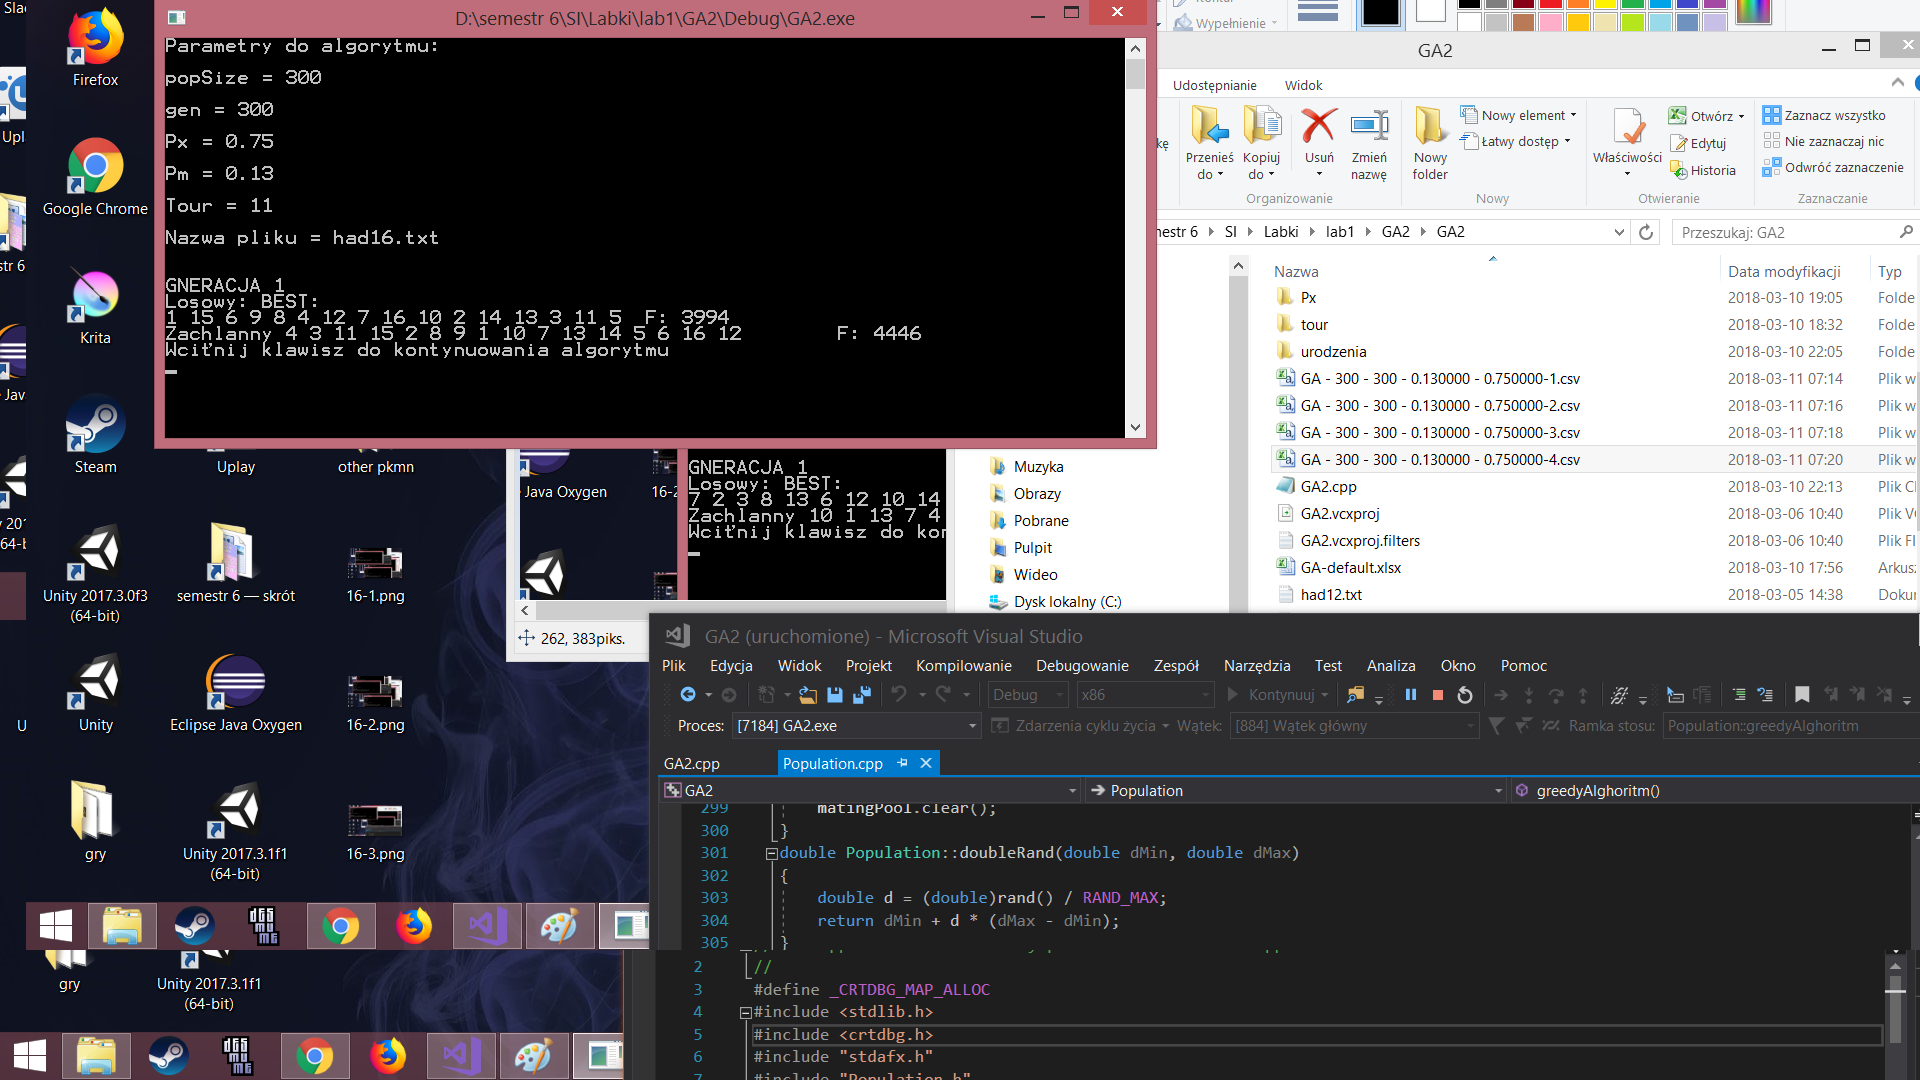 Slac
Firefox
Upl
Google Chrome
str 6
Krita
e Jav
Steam
Uplay
other pkmn
201
64-b
Unity 2017.3.0f3
(64-bit)
semestr 6 — skrót
16-1.png
Unity
Eclipse Java Oxygen
16-2.png
U
gry
Unity 2017.3.1f1
(64-bit)
16-3.png
gry
Unity 2017.3.1f1
(64-bit)
D:\semestr 6\SI\Labki\lab1\GA2\Debug\GA2.exe
Parametry do algorytmu:
popSize = 300
gen = 300
Px = 0.75
Pm = 0.13
Tour = 11
Nazwa pliku = had16.txt
GNERACJA 1
Losowy: BEST:
1 15 6 9 8 4 12 7 16 10 2 14 13 3 11 5 F: 3994
Zachlanny 4 3 11 15 2 8 9 1 10 7 13 14 5 6 16 12 F: 4446
Wciťnij klawisz do kontynuowania algorytmu
Java Oxygen
16-2
GNERACJA 1
Losowy: BEST:
7 2 3 8 13 6 12 10 14
Zachlanny 10 1 13 7 4
Wciťnij klawisz do kon
262, 383piks.
Kontur
Wypełnienie
GA2
Udostępnianie Widok
kę
Przenieś
do
Kopiuj
do
Usuń
Zmień
nazwę
Organizowanie
Nowy
folder
Nowy element
Łatwy dostęp
Nowy
Właściwości
Otwórz
Edytuj
Historia
Otwieranie
Zaznacz wszystko
Nie zaznaczaj nic
Odwróć zaznaczenie
Zaznaczanie
mestr 6 SI Labki lab1 GA2 GA2
Przeszukaj: GA2
Nazwa Data modyfikacji Typ
Px 2018-03-10 19:05 Folde
tour 2018-03-10 18:32 Folde
urodzenia 2018-03-10 22:05 Folde
GA - 300 - 300 - 0.130000 - 0.750000-1.csv 2018-03-11 07:14 Plik w
GA - 300 - 300 - 0.130000 - 0.750000-2.csv 2018-03-11 07:16 Plik w
GA - 300 - 300 - 0.130000 - 0.750000-3.csv 2018-03-11 07:18 Plik w
GA - 300 - 300 - 0.130000 - 0.750000-4.csv 2018-03-11 07:20 Plik w
GA2.cpp 2018-03-10 22:13 Plik C
GA2.vcxproj 2018-03-06 10:40 Plik V
GA2.vcxproj.filters 2018-03-06 10:40 Plik FI
GA-default.xlsx 2018-03-10 17:56 Arkus
had12.txt 2018-03-05 14:38 Dokur
Muzyka
Obrazy
Pobrane
Pulpit
Wideo
Dysk lokalny (C:)
GA2 (uruchomione) - Microsoft Visual Studio
Plik Edycja Widok Projekt Kompilowanie Debugowanie Zespół Narzędzia Test Analiza Okno Pomoc
Debug x86 Kontynuuj
Proces: [7184] GA2.exe Zdarzenia cyklu życia Wątek: [884] Wątek główny Ramka stosu: Population::greedyAlghoritm
GA2.cpp Population.cpp
GA2 Population greedyAlghoritm()
299 matingPool.clear();
300 }
301 double Population::doubleRand(double dMin, double dMax)
302 {
303 double d = (double)rand() / RAND_MAX;
304 return dMin + d * (dMax - dMin);
305 }
2 //
3 #define _CRTDBG_MAP_ALLOC
4 #include <stdlib.h>
5 #include <crtdbg.h>
6 #include "stdafx.h"
7 #include "Population.h"